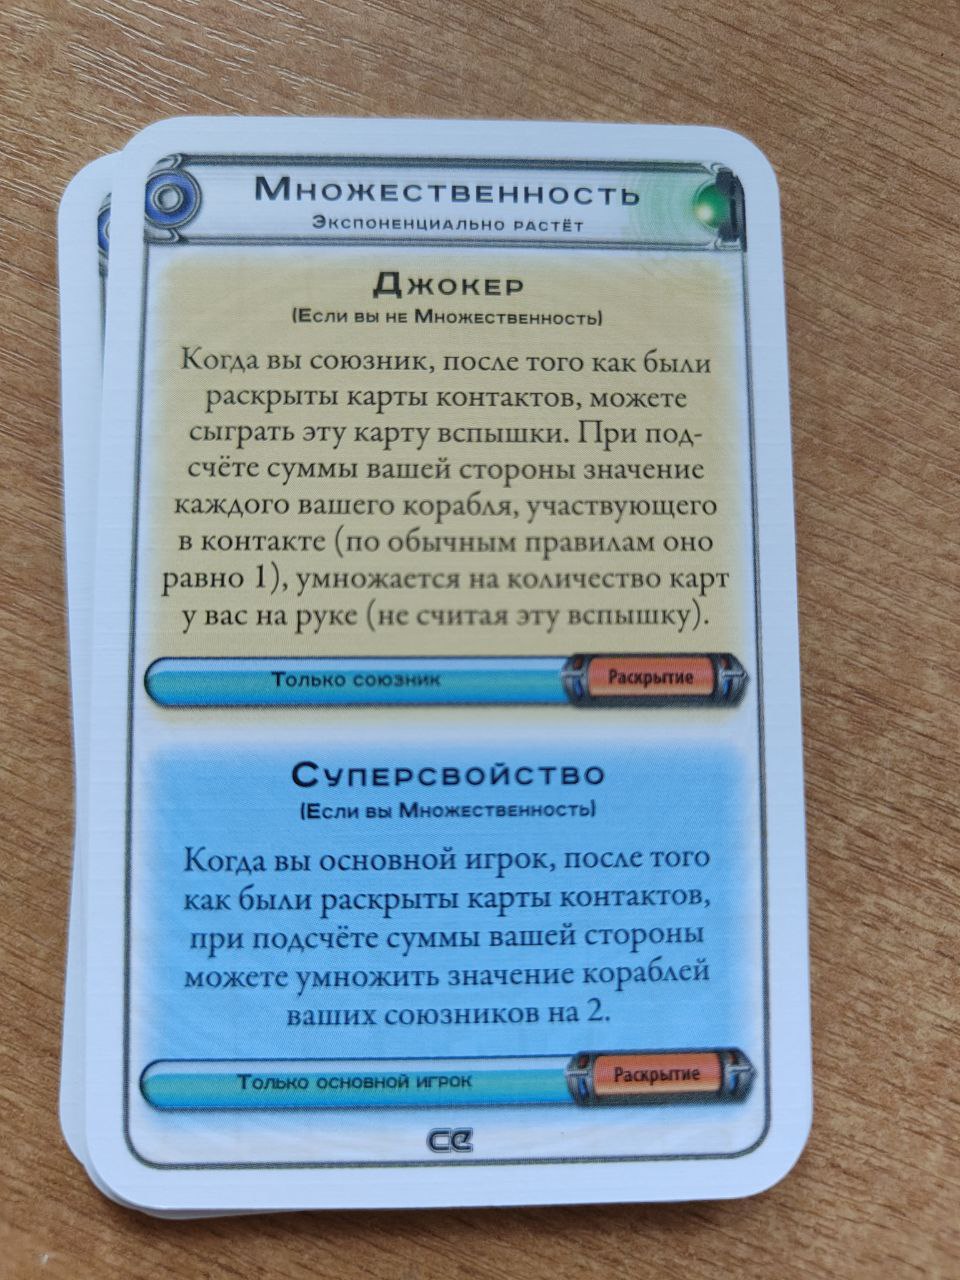 Множественность
Экспоненциально растёт
Джокер
(Если вы не Множественность)
Когда вы союзник, после того как были
раскрыты карты контактов, можете
сыграть эту карту вспышки. При под-
счёте суммы вашей стороны значение
каждого вашего корабля, участвующего
в контакте (по обычным правилам оно
равно 1), умножается на количество карт
у вас на руке (не считая эту вспышку).
Только союзник
Раскрытие
Суперсвойство
(Если вы Множественность)
Когда вы основной игрок, после того
как были раскрыты карты контактов,
при подсчёте суммы вашей стороны
можете умножить значение кораблей
ваших союзников на 2.
Только основной игрок
Раскрытие
CE